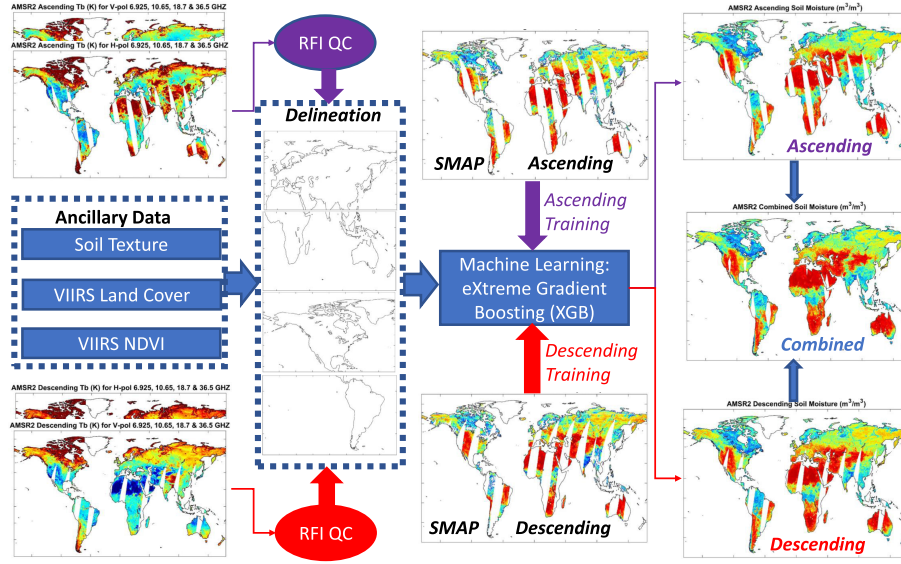 AMSR2 Ascending Tb (K) for V-pol 6.925, 10.65, 18.7 & 36.5 GHZ
AMSR2 Ascending Tb (K) for H-pol 6.925, 10.65, 18.7 & 36.5 GHZ
RFI QC
Delineation
Ancillary Data
Soil Texture
VIIRS Land Cover
VIIRS NDVI
AMSR2 Descending Tb (K) for H-pol 6.925, 10.65, 18.7 & 36.5 GHZ
AMSR2 Descending Tb (K) for V-pol 6.925, 10.65, 18.7 & 36.5 GHZ
RFI QC
SMAP Ascending
Ascending
Training
Machine Learning:
eXtreme Gradient
Boosting (XGB)
Descending
Training
SMAP Descending
AMSR2 Ascending Soil Moisture (m³/m³)
Ascending
AMSR2 Combined Soil Moisture (m³/m³)
Combined
AMSR2 Descending Soil Moisture (m³/m³)
Descending